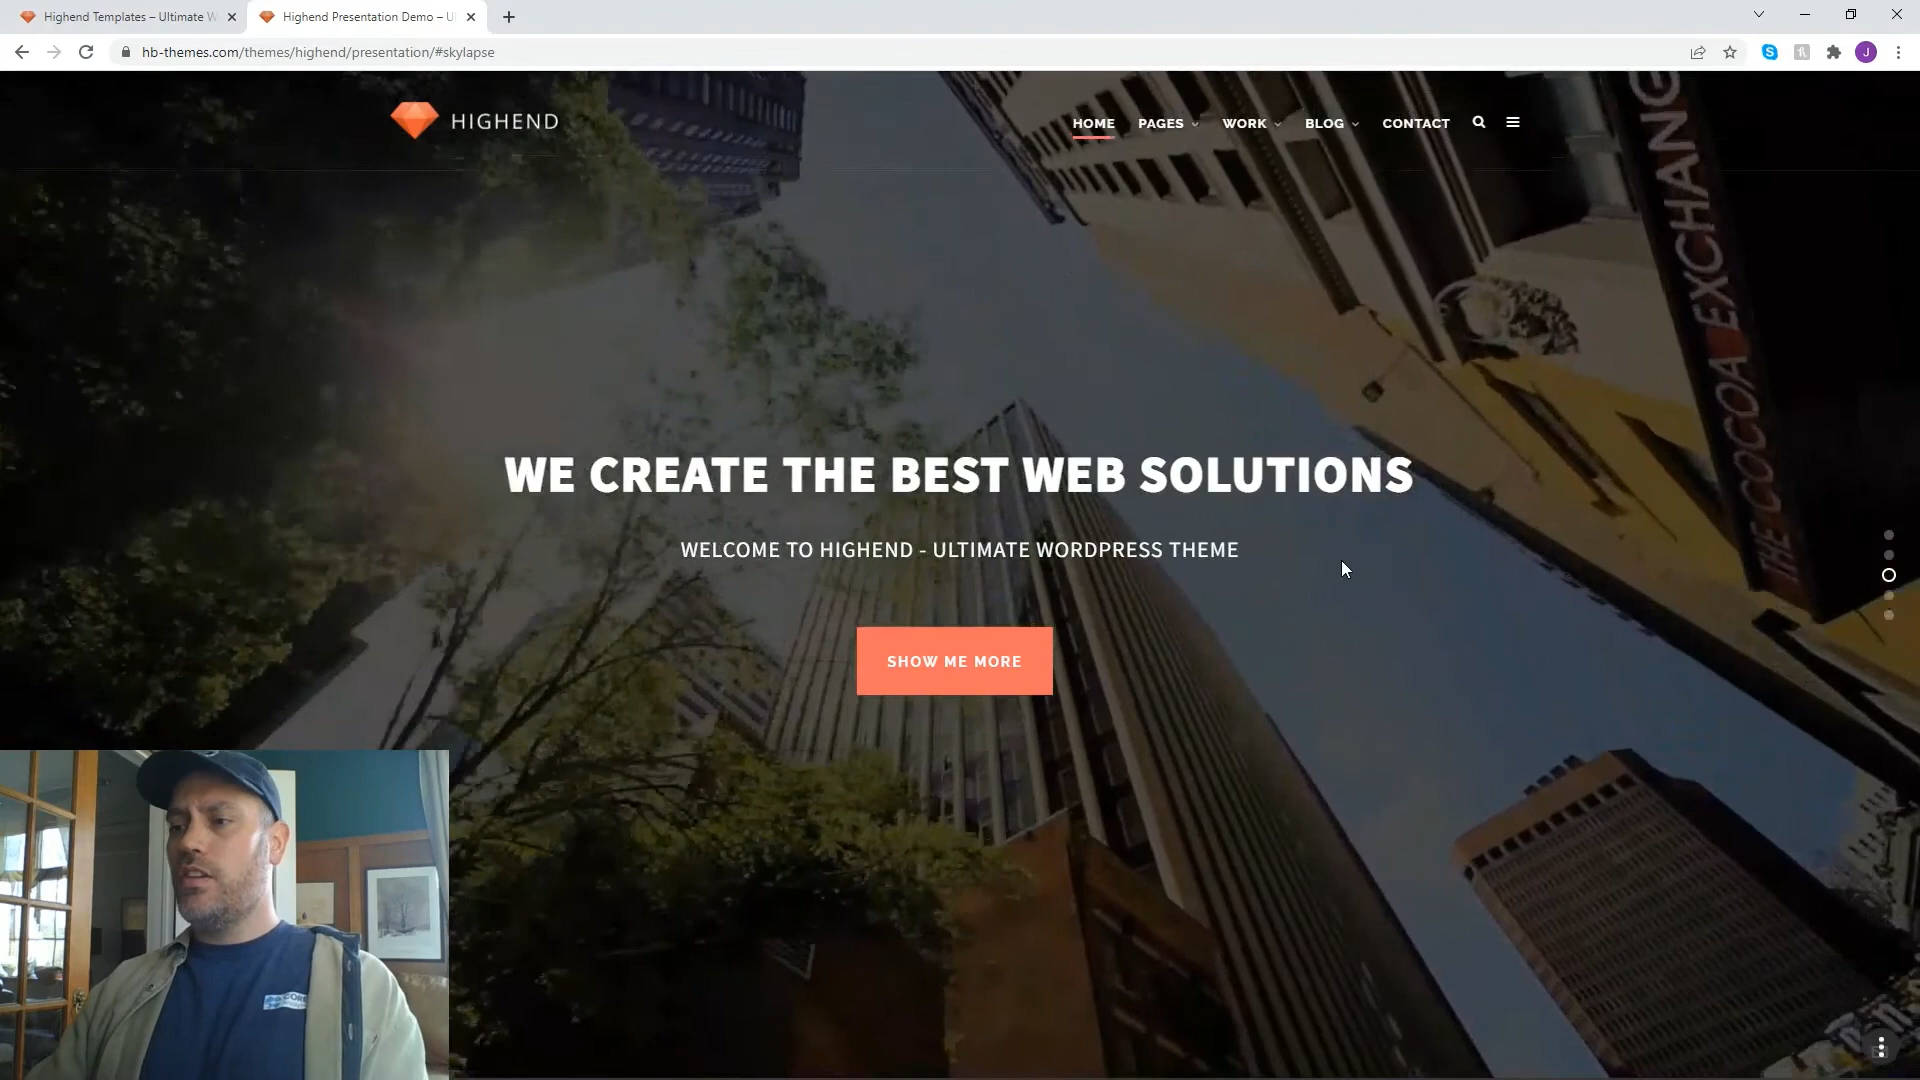 Highend Templates – Ultimate W
Highend Presentation Demo – U
hb-themes.com/themes/highend/presentation/#skylapse
J
HIGHEND
HOME
PAGES
WORK
BLOG
CONTACT
THE COCOA EXCHANG
WE CREATE THE BEST WEB SOLUTIONS
WELCOME TO HIGHEND - ULTIMATE WORDPRESS THEME
SHOW ME MORE